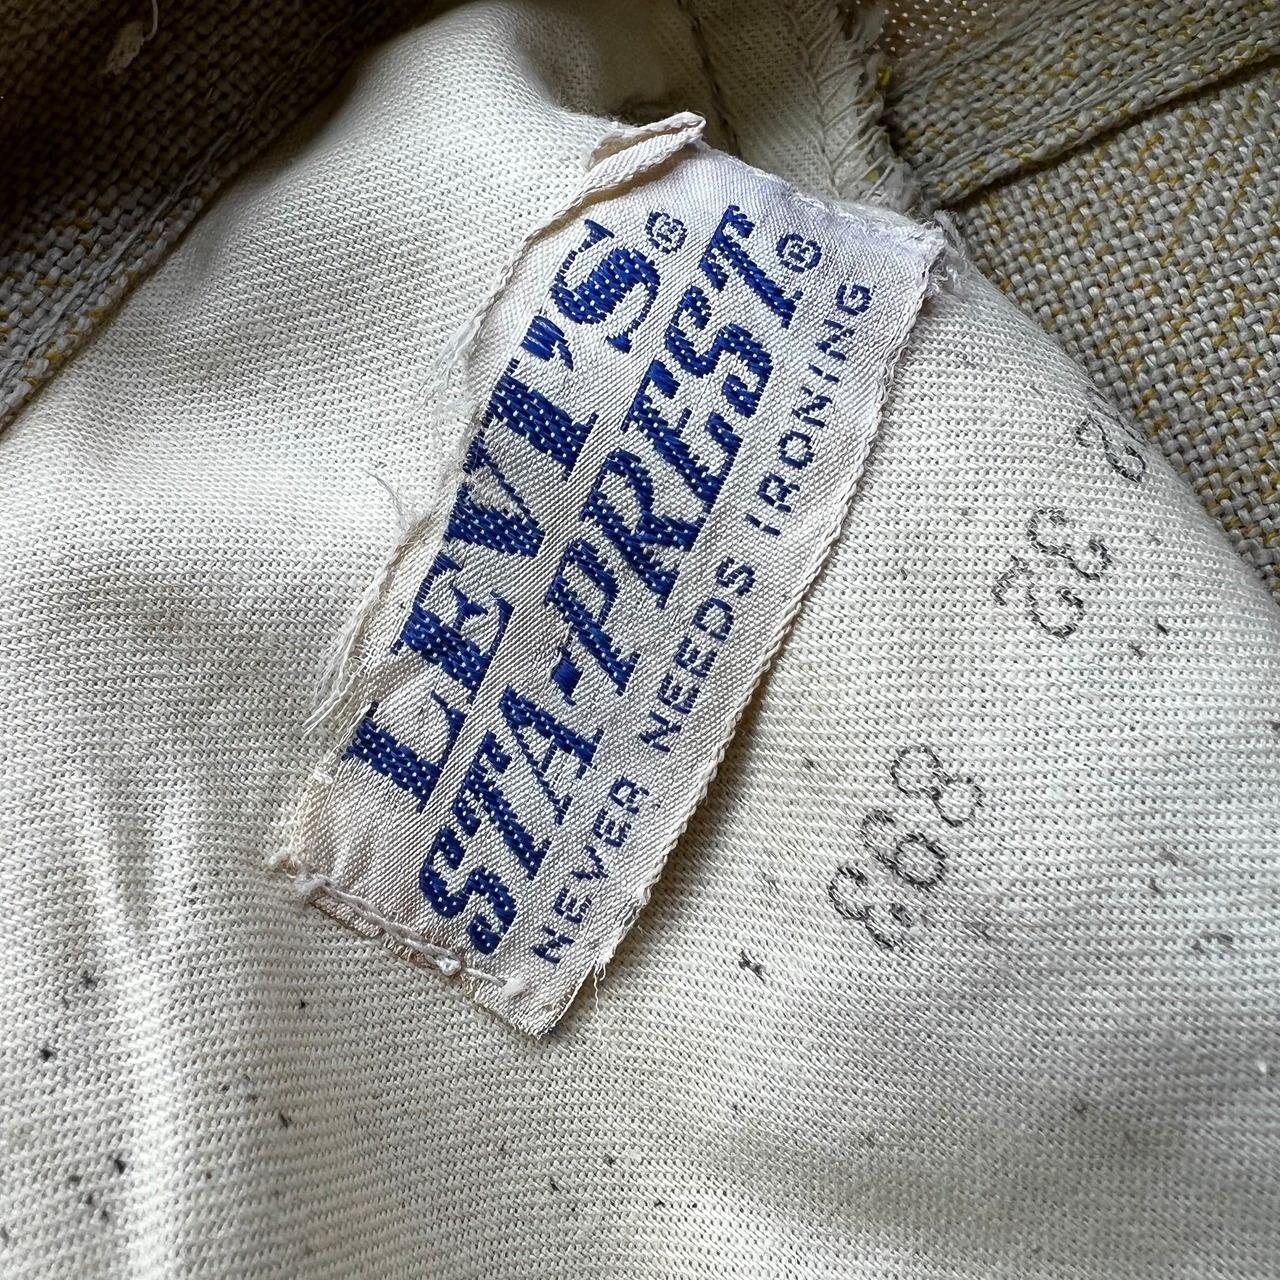 LEVI'S®
STA-PREST®
NEVER NEEDS IRONING